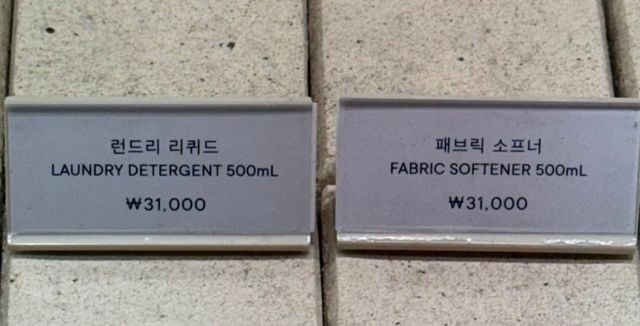 런드리 리퀴드
LAUNDRY DETERGENT 500mL
₩31,000
패브릭 소프너
FABRIC SOFTENER 500mL
₩31,000